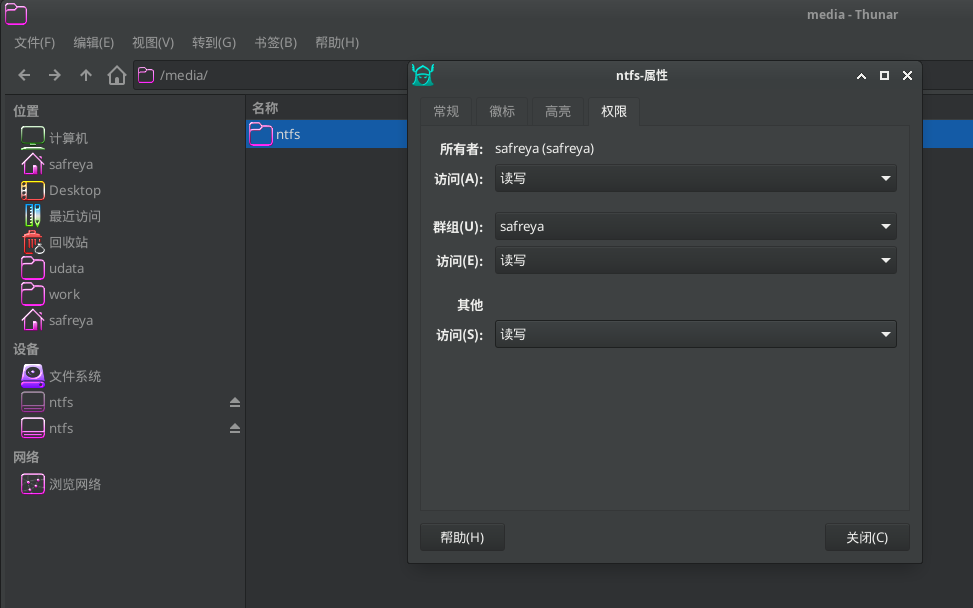 media - Thunar
文件(F) 编辑(E) 视图(V) 转到(G) 书签(B) 帮助(H)
/media/
位置
计算机
safreya
Desktop
最近访问
回收站
udata
work
safreya
设备
文件系统
ntfs
ntfs
网络
浏览网络
名称
ntfs
ntfs-属性
常规 徽标 高亮 权限
所有者: safreya (safreya)
访问(A): 读写
群组(U): safreya
访问(E): 读写
其他
访问(S): 读写
帮助(H) 关闭(C)